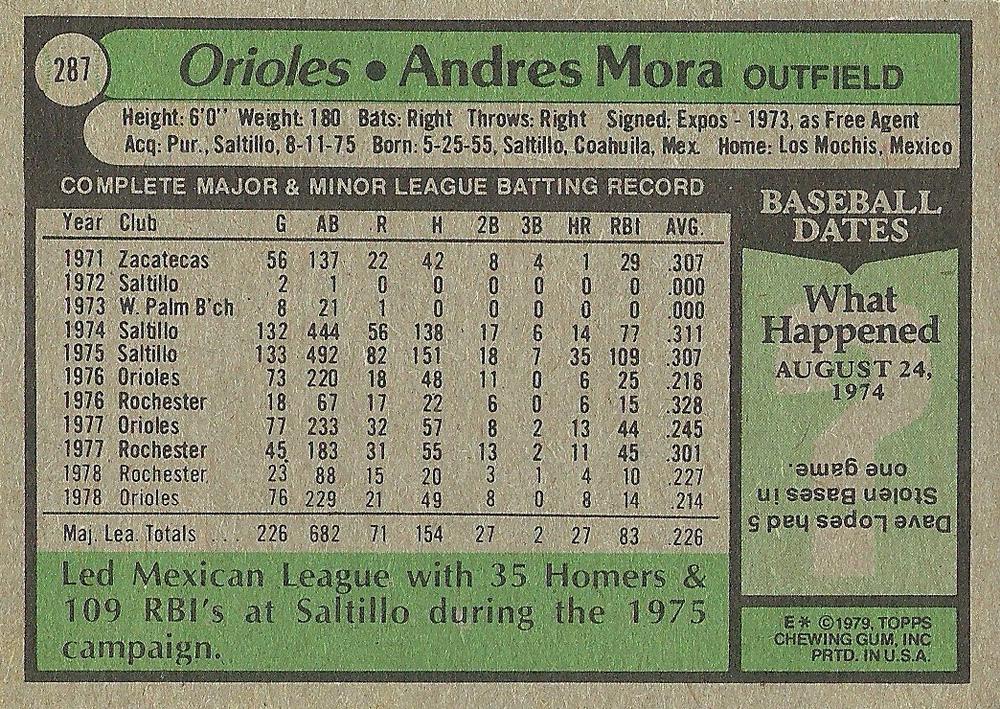 287
Orioles • Andres Mora OUTFIELD
Height: 6'0" Weight: 180 Bats: Right Throws: Right Signed: Expos - 1973, as Free Agent
Acq: Pur., Saltillo, 8-11-75 Born: 5-25-55, Saltillo, Coahuila, Mex. Home: Los Mochis, Mexico
COMPLETE MAJOR & MINOR LEAGUE BATTING RECORD
Year Club G AB R H 2B 3B HR RBI AVG.
1971 Zacatecas 56 137 22 42 8 4 1 29 .307
1972 Saltillo 2 1 0 0 0 0 0 0 .000
1973 W. Palm B'ch 8 21 1 0 0 0 0 0 .000
1974 Saltillo 132 444 56 138 17 6 14 77 .311
1975 Saltillo 133 492 82 151 18 7 35 109 .307
1976 Orioles 73 220 18 48 11 0 6 25 .218
1976 Rochester 18 67 17 22 6 0 6 15 .328
1977 Orioles 77 233 32 57 8 2 13 44 .245
1977 Rochester 45 183 31 55 13 2 11 45 .301
1978 Rochester 23 88 15 20 3 1 4 10 .227
1978 Orioles 76 229 21 49 8 0 8 14 .214
Maj. Lea. Totals ... 226 682 71 154 27 2 27 83 .226
Led Mexican League with 35 Homers &
109 RBI's at Saltillo during the 1975
campaign.
BASEBALL
DATES
What
Happened
AUGUST 24,
1974
?
Dave Lopes had 5
Stolen Bases in
one game.
E* ©1979, TOPPS
CHEWING GUM, INC
PRTD. IN U.S.A.